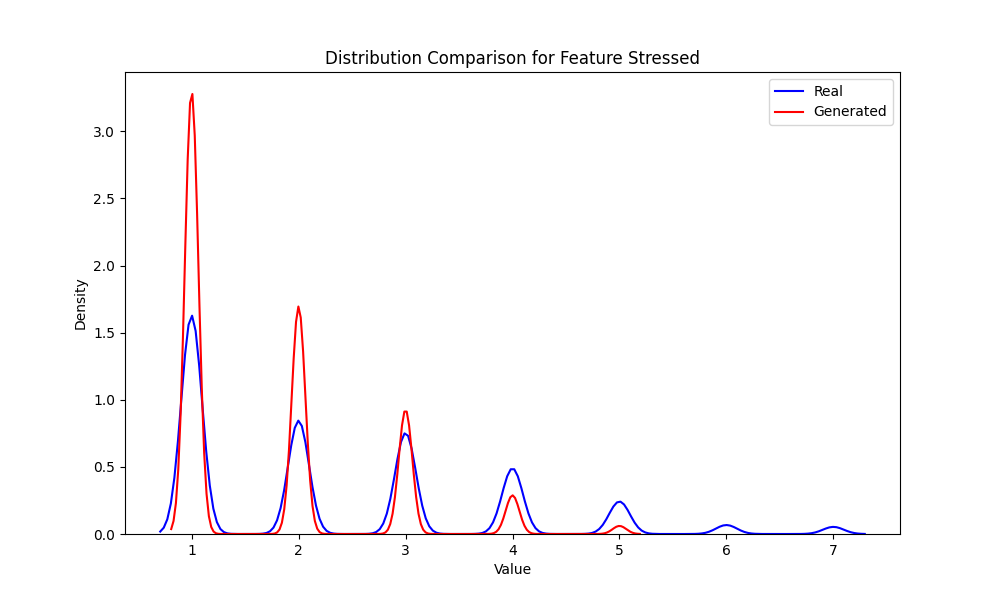 Distribution Comparison for Feature Stressed
Real
Generated
Density
3.0
2.5
2.0
1.5
1.0
0.5
0.0
1 2 3 4 5 6 7
Value